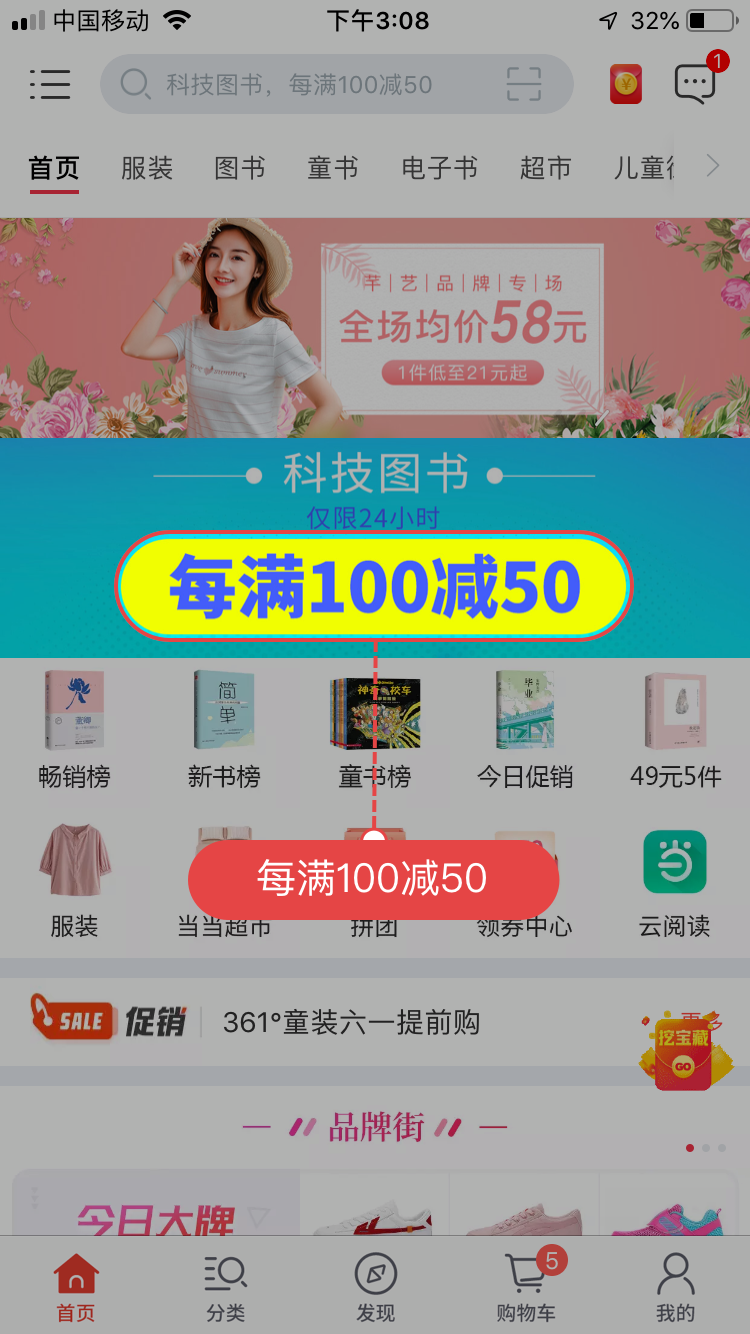 中国移动 下午3:08 32%
科技图书，每满100减50
1
首页 服装 图书 童书 电子书 超市 儿童
芊|艺|品|牌|专|场
全场均价58元
1件低至21元起
科技图书
仅限24小时
每满100减50
简单
神奇校车
毕业
畅销榜 新书榜 童书榜 今日促销 49元5件
每满100减50
当
服装 当当超市 拼团 领券中心 云阅读
SALE 促销 361°童装六一提前购
挖宝藏
GO
品牌街
今日大牌
5
首页 分类 发现 购物车 我的